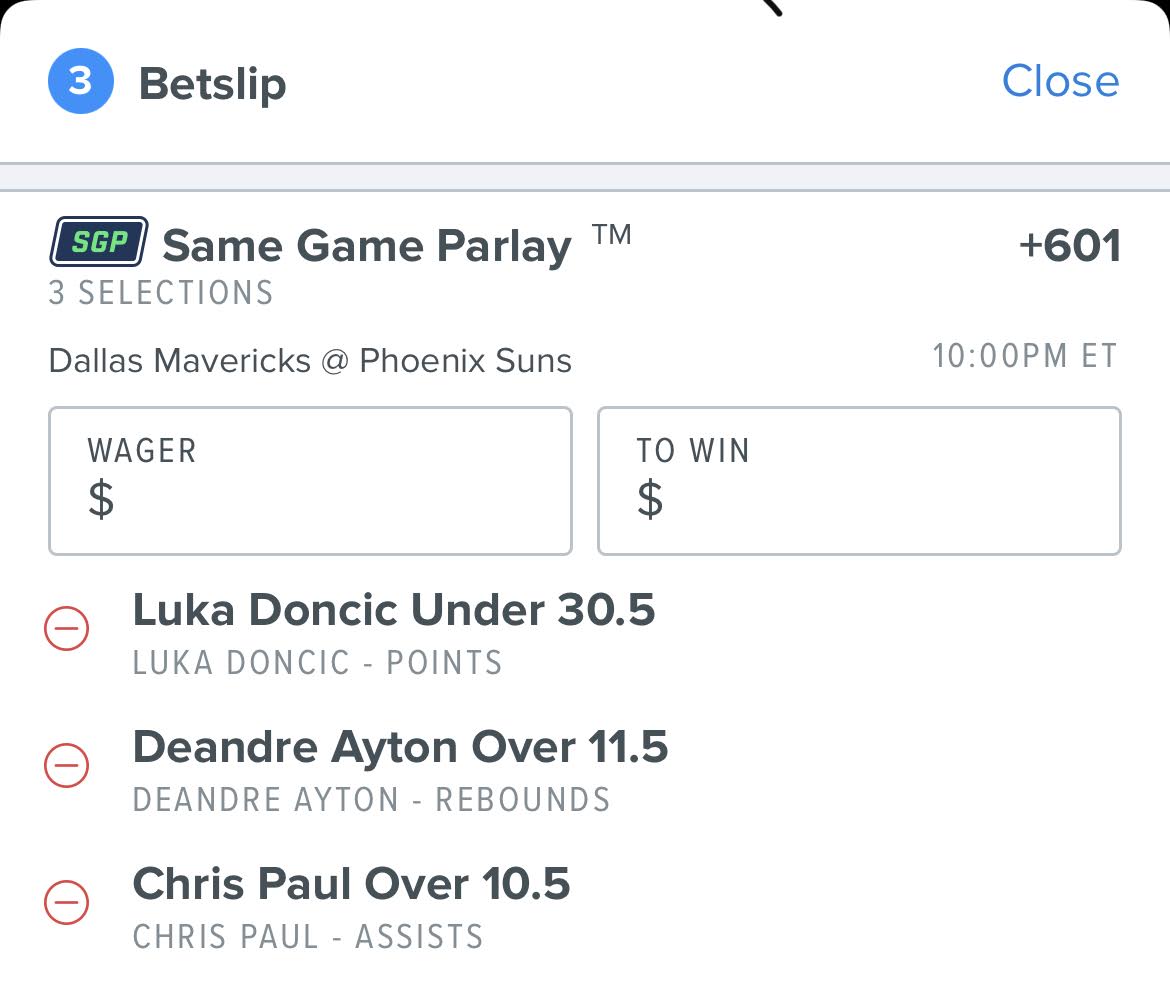 3 Betslip Close
SGP Same Game Parlay ™ +601
3 SELECTIONS
Dallas Mavericks @ Phoenix Suns 10:00PM ET
WAGER TO WIN
$ $
Luka Doncic Under 30.5
LUKA DONCIC - POINTS
Deandre Ayton Over 11.5
DEANDRE AYTON - REBOUNDS
Chris Paul Over 10.5
CHRIS PAUL - ASSISTS